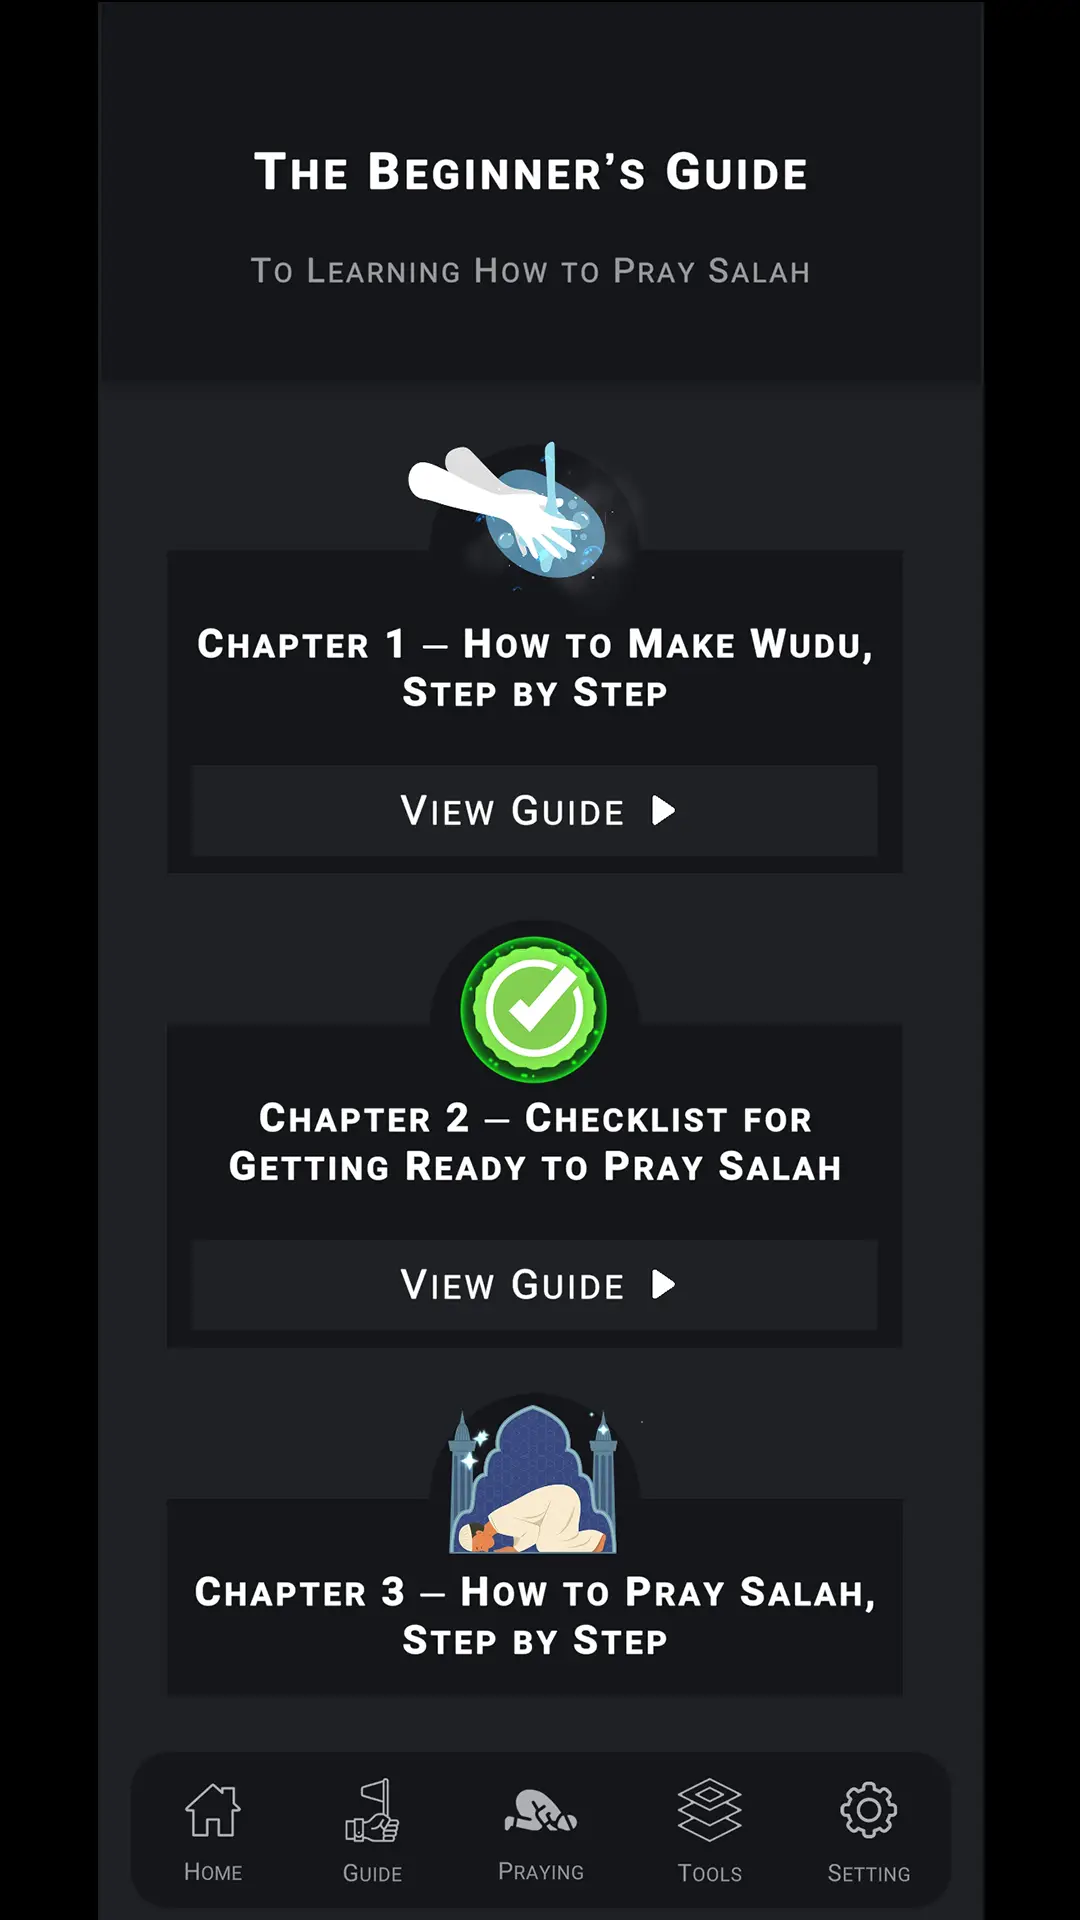 The Beginner’s Guide
To Learning How to Pray Salah
Chapter 1 – How to Make Wudu,
Step by Step
View Guide
Chapter 2 – Checklist for
Getting Ready to Pray Salah
View Guide
Chapter 3 – How to Pray Salah,
Step by Step
Home
Guide
Praying
Tools
Setting